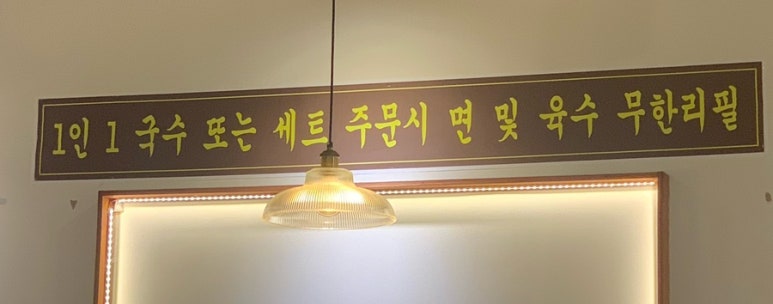 1인 1 국수 또는 세트 주문시 면 및 육수 무한리필